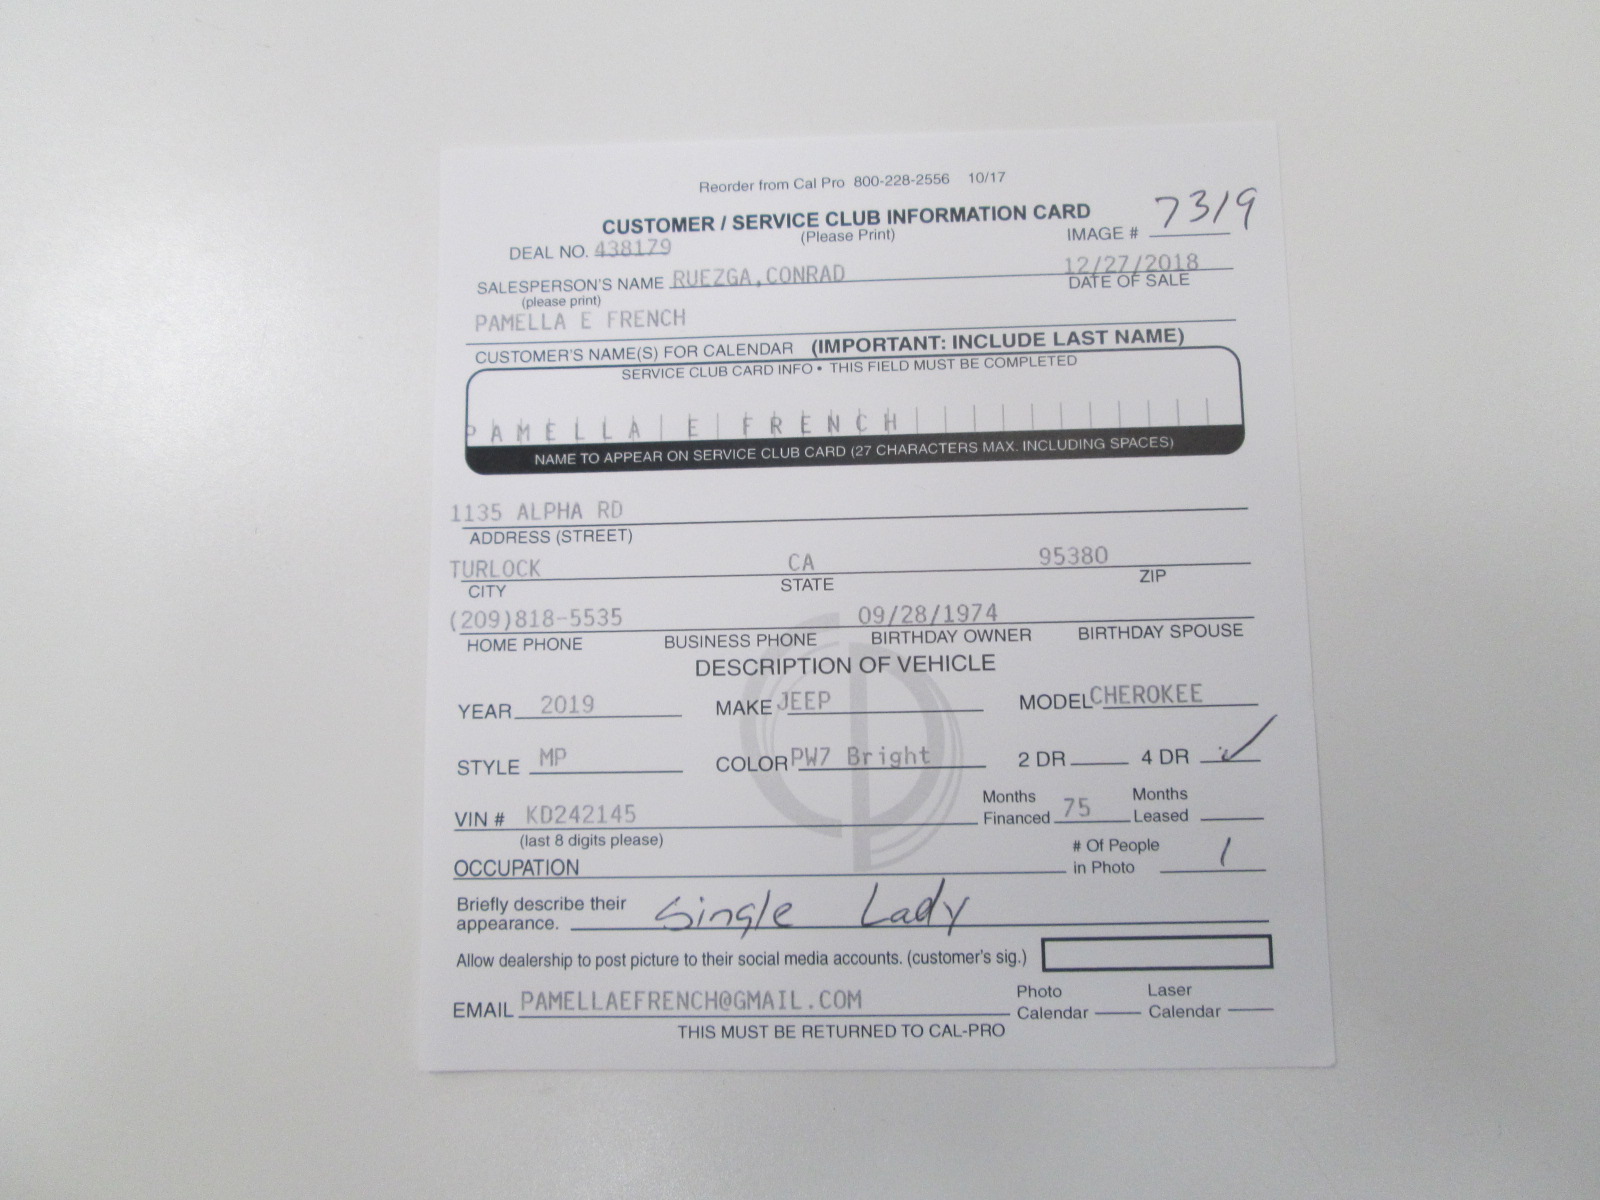 Reorder from Cal Pro 800-228-2556 10/17
CUSTOMER / SERVICE CLUB INFORMATION CARD
(Please Print)
7319
IMAGE #
DEAL NO. 438179
SALESPERSON'S NAME RUEZGA,CONRAD
(please print)
12/27/2018
DATE OF SALE
PAMELLA E FRENCH
CUSTOMER'S NAME(S) FOR CALENDAR (IMPORTANT: INCLUDE LAST NAME)
SERVICE CLUB CARD INFO • THIS FIELD MUST BE COMPLETED
PAMELLA E FRENCH
NAME TO APPEAR ON SERVICE CLUB CARD (27 CHARACTERS MAX. INCLUDING SPACES)
1135 ALPHA RD
ADDRESS (STREET)
TURLOCK CA 95380
CITY STATE ZIP
(209)818-5535 09/28/1974
HOME PHONE BUSINESS PHONE BIRTHDAY OWNER BIRTHDAY SPOUSE
DESCRIPTION OF VEHICLE
YEAR 2019 MAKE JEEP MODEL CHEROKEE
STYLE MP COLOR PW7 Bright 2 DR 4 DR ✓
VIN # KD242145
(last 8 digits please)
Months Financed 75 Months Leased
OCCUPATION
# Of People in Photo 1
Briefly describe their
appearance. Single Lady
Allow dealership to post picture to their social media accounts. (customer's sig.)
EMAIL PAMELLAEFRENCH@GMAIL.COM
Photo Calendar Laser Calendar
THIS MUST BE RETURNED TO CAL-PRO